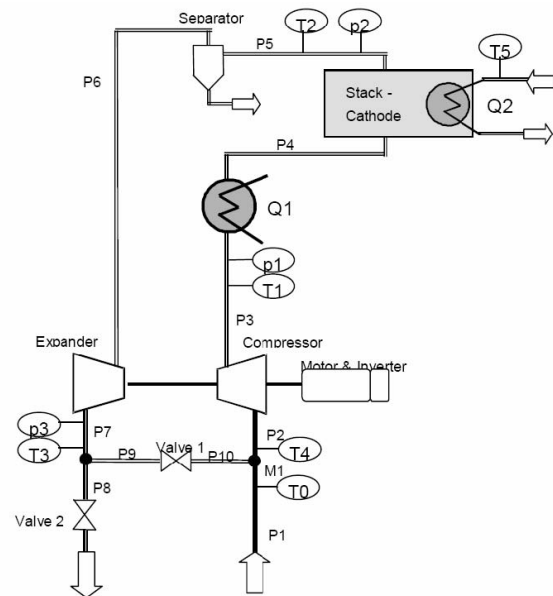 Separator
T2
p2
P5
T5
P6
Stack -
Cathode
Q2
P4
Q1
p1
T1
P3
Expander
Compressor
Motor & Inverter
p3
P7
P2
T3
P9
Valve 1
P10
T4
M1
P8
T0
Valve 2
P1